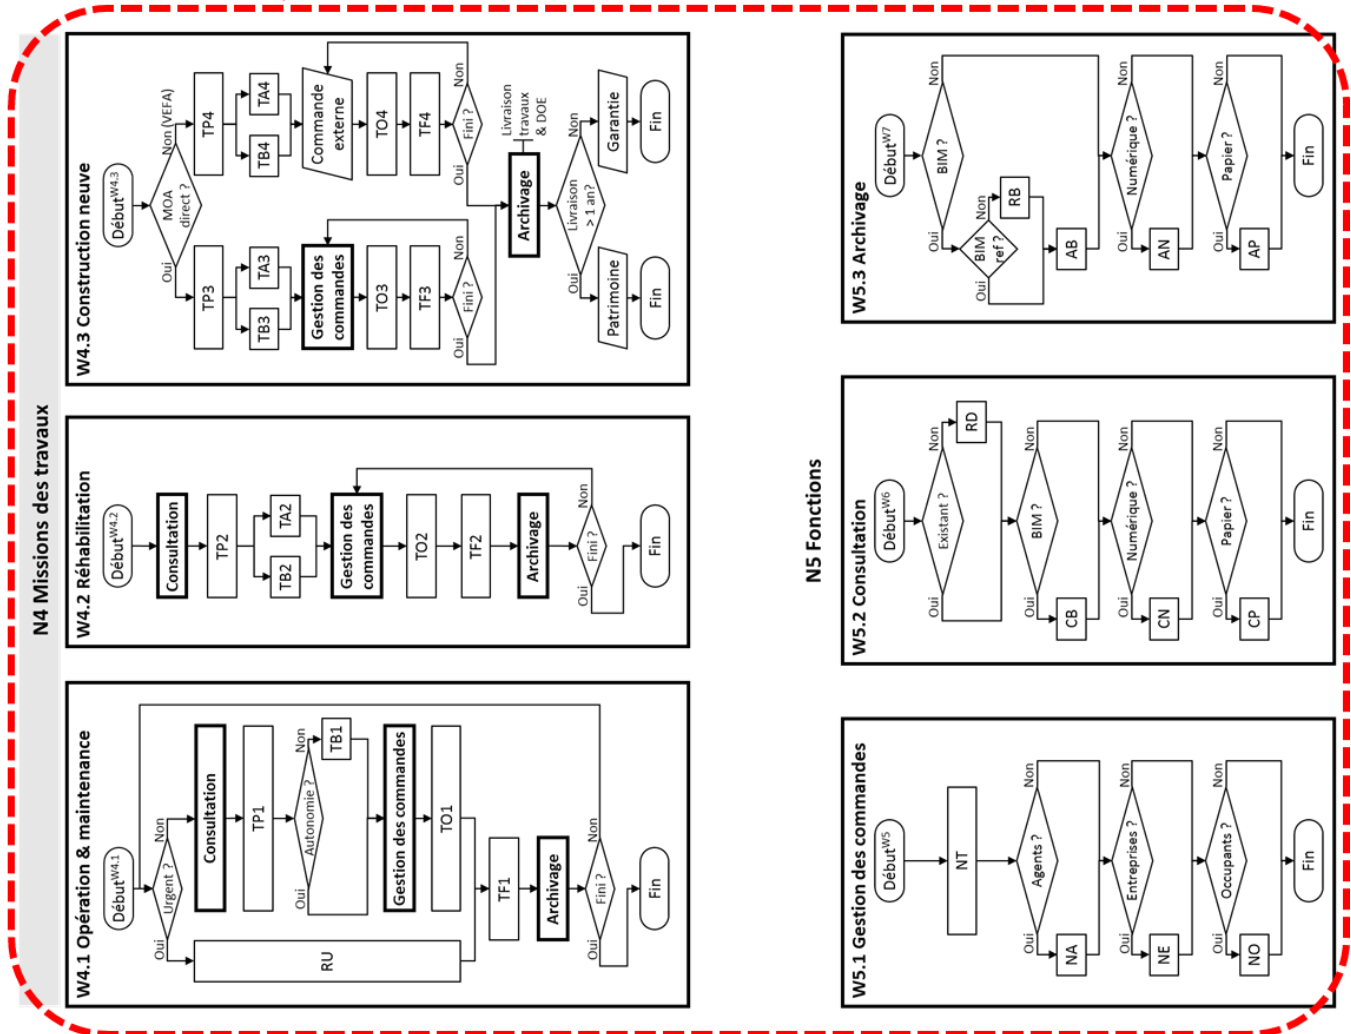 N4 Missions des travaux
W4.1 Opération & maintenance
Début W4.1
Urgent ?
Oui
Non
RU
Consultation
TP1
Autonomie ?
Oui
Non
TB1
Gestion des commandes
TO1
TF1
Archivage
Fini ?
Oui
Non
Fin
W4.2 Réhabilitation
Début W4.2
Consultation
TP2
TB2
TA2
Gestion des
commandes
TO2
TF2
Archivage
Fini ?
Oui
Non
Fin
W4.3 Construction neuve
Début W4.3
MOA
direct ?
Oui
Non (VEFA)
TP3
TB3
TA3
Gestion des
commandes
TO3
TF3
Fini ?
Oui
Non
TP4
TB4
TA4
Commande
externe
TO4
TF4
Fini ?
Oui
Non
Archivage
Livraison
travaux
& DOE
Livraison
> 1 an?
Oui
Non
Patrimoine
Garantie
Fin
Fin
N5 Fonctions
W5.1 Gestion des commandes
Début W5
NT
Agents ?
Oui
Non
NA
Entreprises ?
Oui
Non
NE
Occupants ?
Oui
Non
NO
Fin
W5.2 Consultation
Début W6
Existant ?
Oui
Non
RD
BIM ?
Oui
Non
CB
Numérique ?
Oui
Non
CN
Papier ?
Oui
Non
CP
Fin
W5.3 Archivage
Début W7
BIM ?
Oui
Non
BIM
ref ?
Oui
Non
RB
AB
Numérique ?
Oui
Non
AN
Papier ?
Oui
Non
AP
Fin